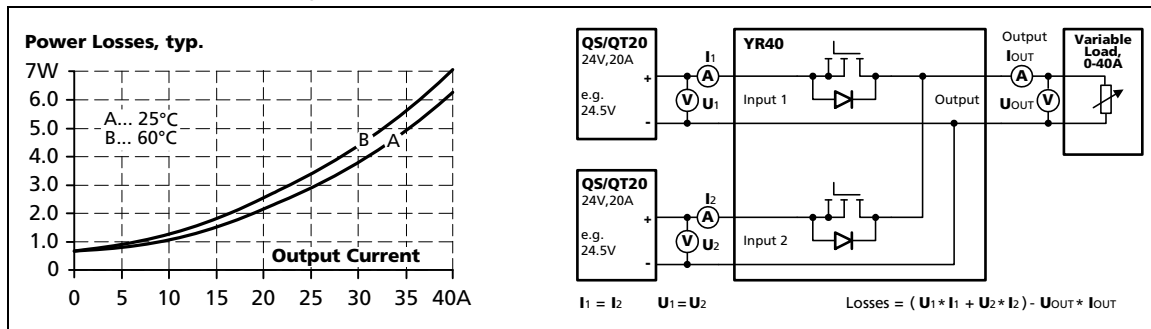 Power Losses, typ.
7W
6.0
5.0
4.0
3.0
2.0
1.0
0
A... 25°C
B... 60°C
B
A
Output Current
0 5 10 15 20 25 30 35 40A
QS/QT20
24V,20A
e.g.
24.5V
+
-
I1
A
V
U1
YR40
Input 1
Output
Output
IOUT
A
UOUT
V
Variable
Load,
0-40A
QS/QT20
24V,20A
e.g.
24.5V
+
-
I2
A
V
U2
Input 2
I1 = I2 U1 = U2
Losses = ( U1 * I1 + U2 * I2 ) - UOUT * IOUT